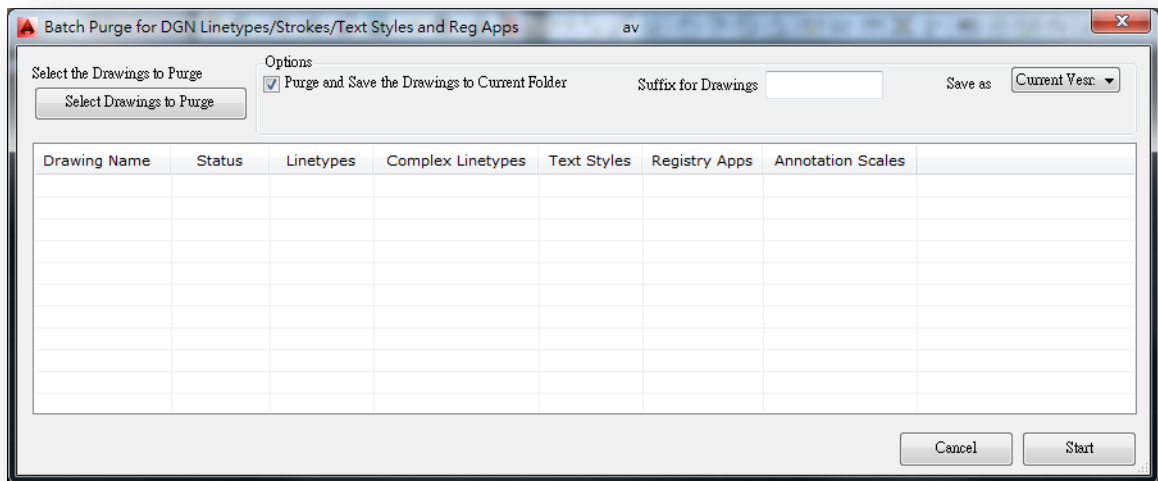 Batch Purge for DGN Linetypes/Strokes/Text Styles and Reg Apps av
Select the Drawings to Purge
Select Drawings to Purge
Options
Purge and Save the Drawings to Current Folder
Suffix for Drawings
Save as
Current Vesr
Drawing Name Status Linetypes Complex Linetypes Text Styles Registry Apps Annotation Scales
Cancel Start